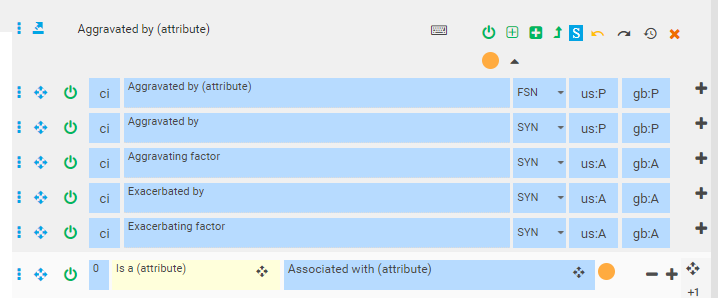 Aggravated by (attribute)
S
ci Aggravated by (attribute) FSN us:P gb:P
ci Aggravated by SYN us:P gb:P
ci Aggravating factor SYN us:A gb:A
ci Exacerbated by SYN us:A gb:A
ci Exacerbating factor SYN us:A gb:A
0 Is a (attribute) Associated with (attribute)
+1